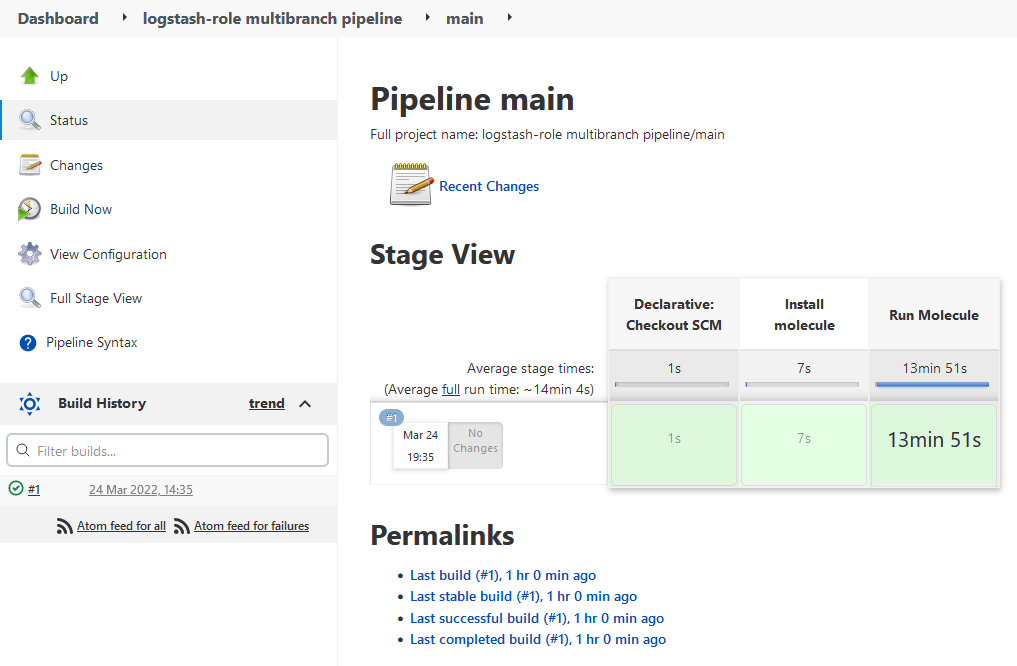 Dashboard logstash-role multibranch pipeline main
Up
Status
Changes
Build Now
View Configuration
Full Stage View
Pipeline Syntax
Build History trend
Filter builds...
#1 24 Mar 2022, 14:35
Atom feed for all Atom feed for failures
Pipeline main
Full project name: logstash-role multibranch pipeline/main
Recent Changes
Stage View
Declarative:
Checkout SCM
Install
molecule
Run Molecule
Average stage times:
(Average full run time: ~14min 4s)
1s
7s
13min 51s
#1
Mar 24
19:35
No
Changes
1s
7s
13min 51s
Permalinks
Last build (#1), 1 hr 0 min ago
Last stable build (#1), 1 hr 0 min ago
Last successful build (#1), 1 hr 0 min ago
Last completed build (#1), 1 hr 0 min ago